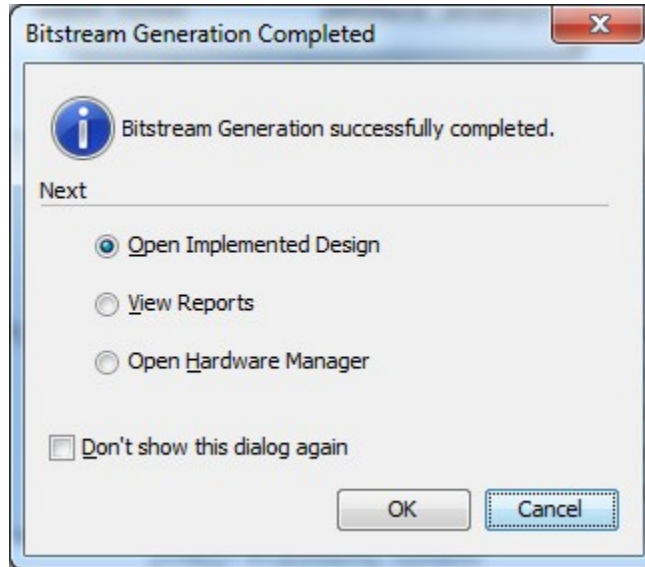 Bitstream Generation Completed
Bitstream Generation successfully completed.
Next
Open Implemented Design
View Reports
Open Hardware Manager
Don't show this dialog again
OK Cancel